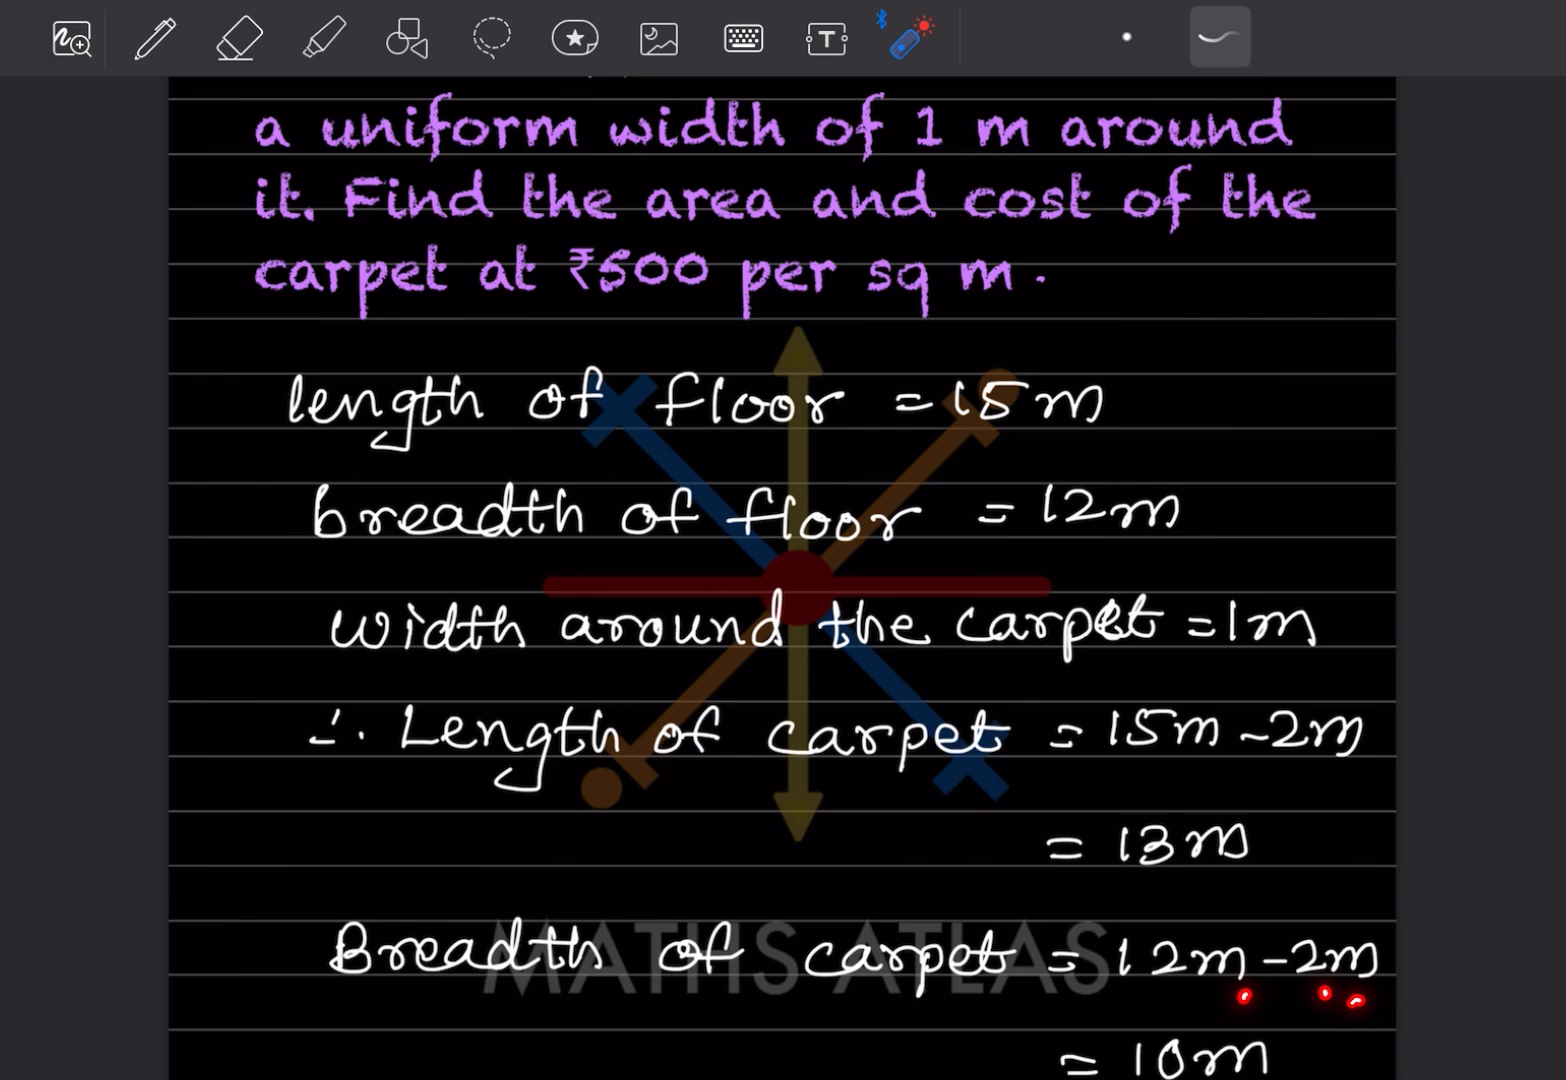 a uniform width of 1 m around
it. Find the area and cost of the
carpet at ₹500 per sq m.
length of floor = 15m
breadth of floor = 12m
width around the carpet = 1m
∴ Length of carpet = 15m - 2m
= 13m
Breadth of carpet = 12m - 2m
MATHS ATLAS
= 10m